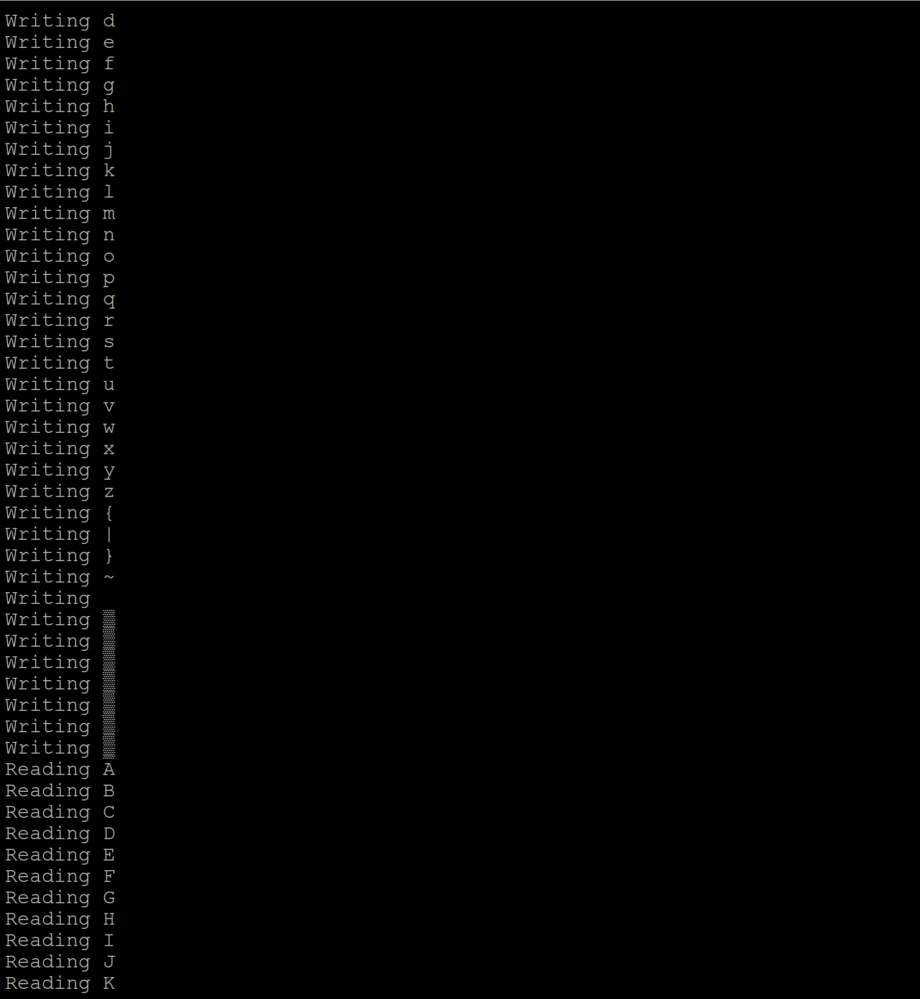 Writing d
Writing e
Writing f
Writing g
Writing h
Writing i
Writing j
Writing k
Writing l
Writing m
Writing n
Writing o
Writing p
Writing q
Writing r
Writing s
Writing t
Writing u
Writing v
Writing w
Writing x
Writing y
Writing z
Writing {
Writing |
Writing }
Writing ~
Writing
Writing ▒
Writing ▒
Writing ▒
Writing ▒
Writing ▒
Writing ▒
Writing ▒
Reading A
Reading B
Reading C
Reading D
Reading E
Reading F
Reading G
Reading H
Reading I
Reading J
Reading K